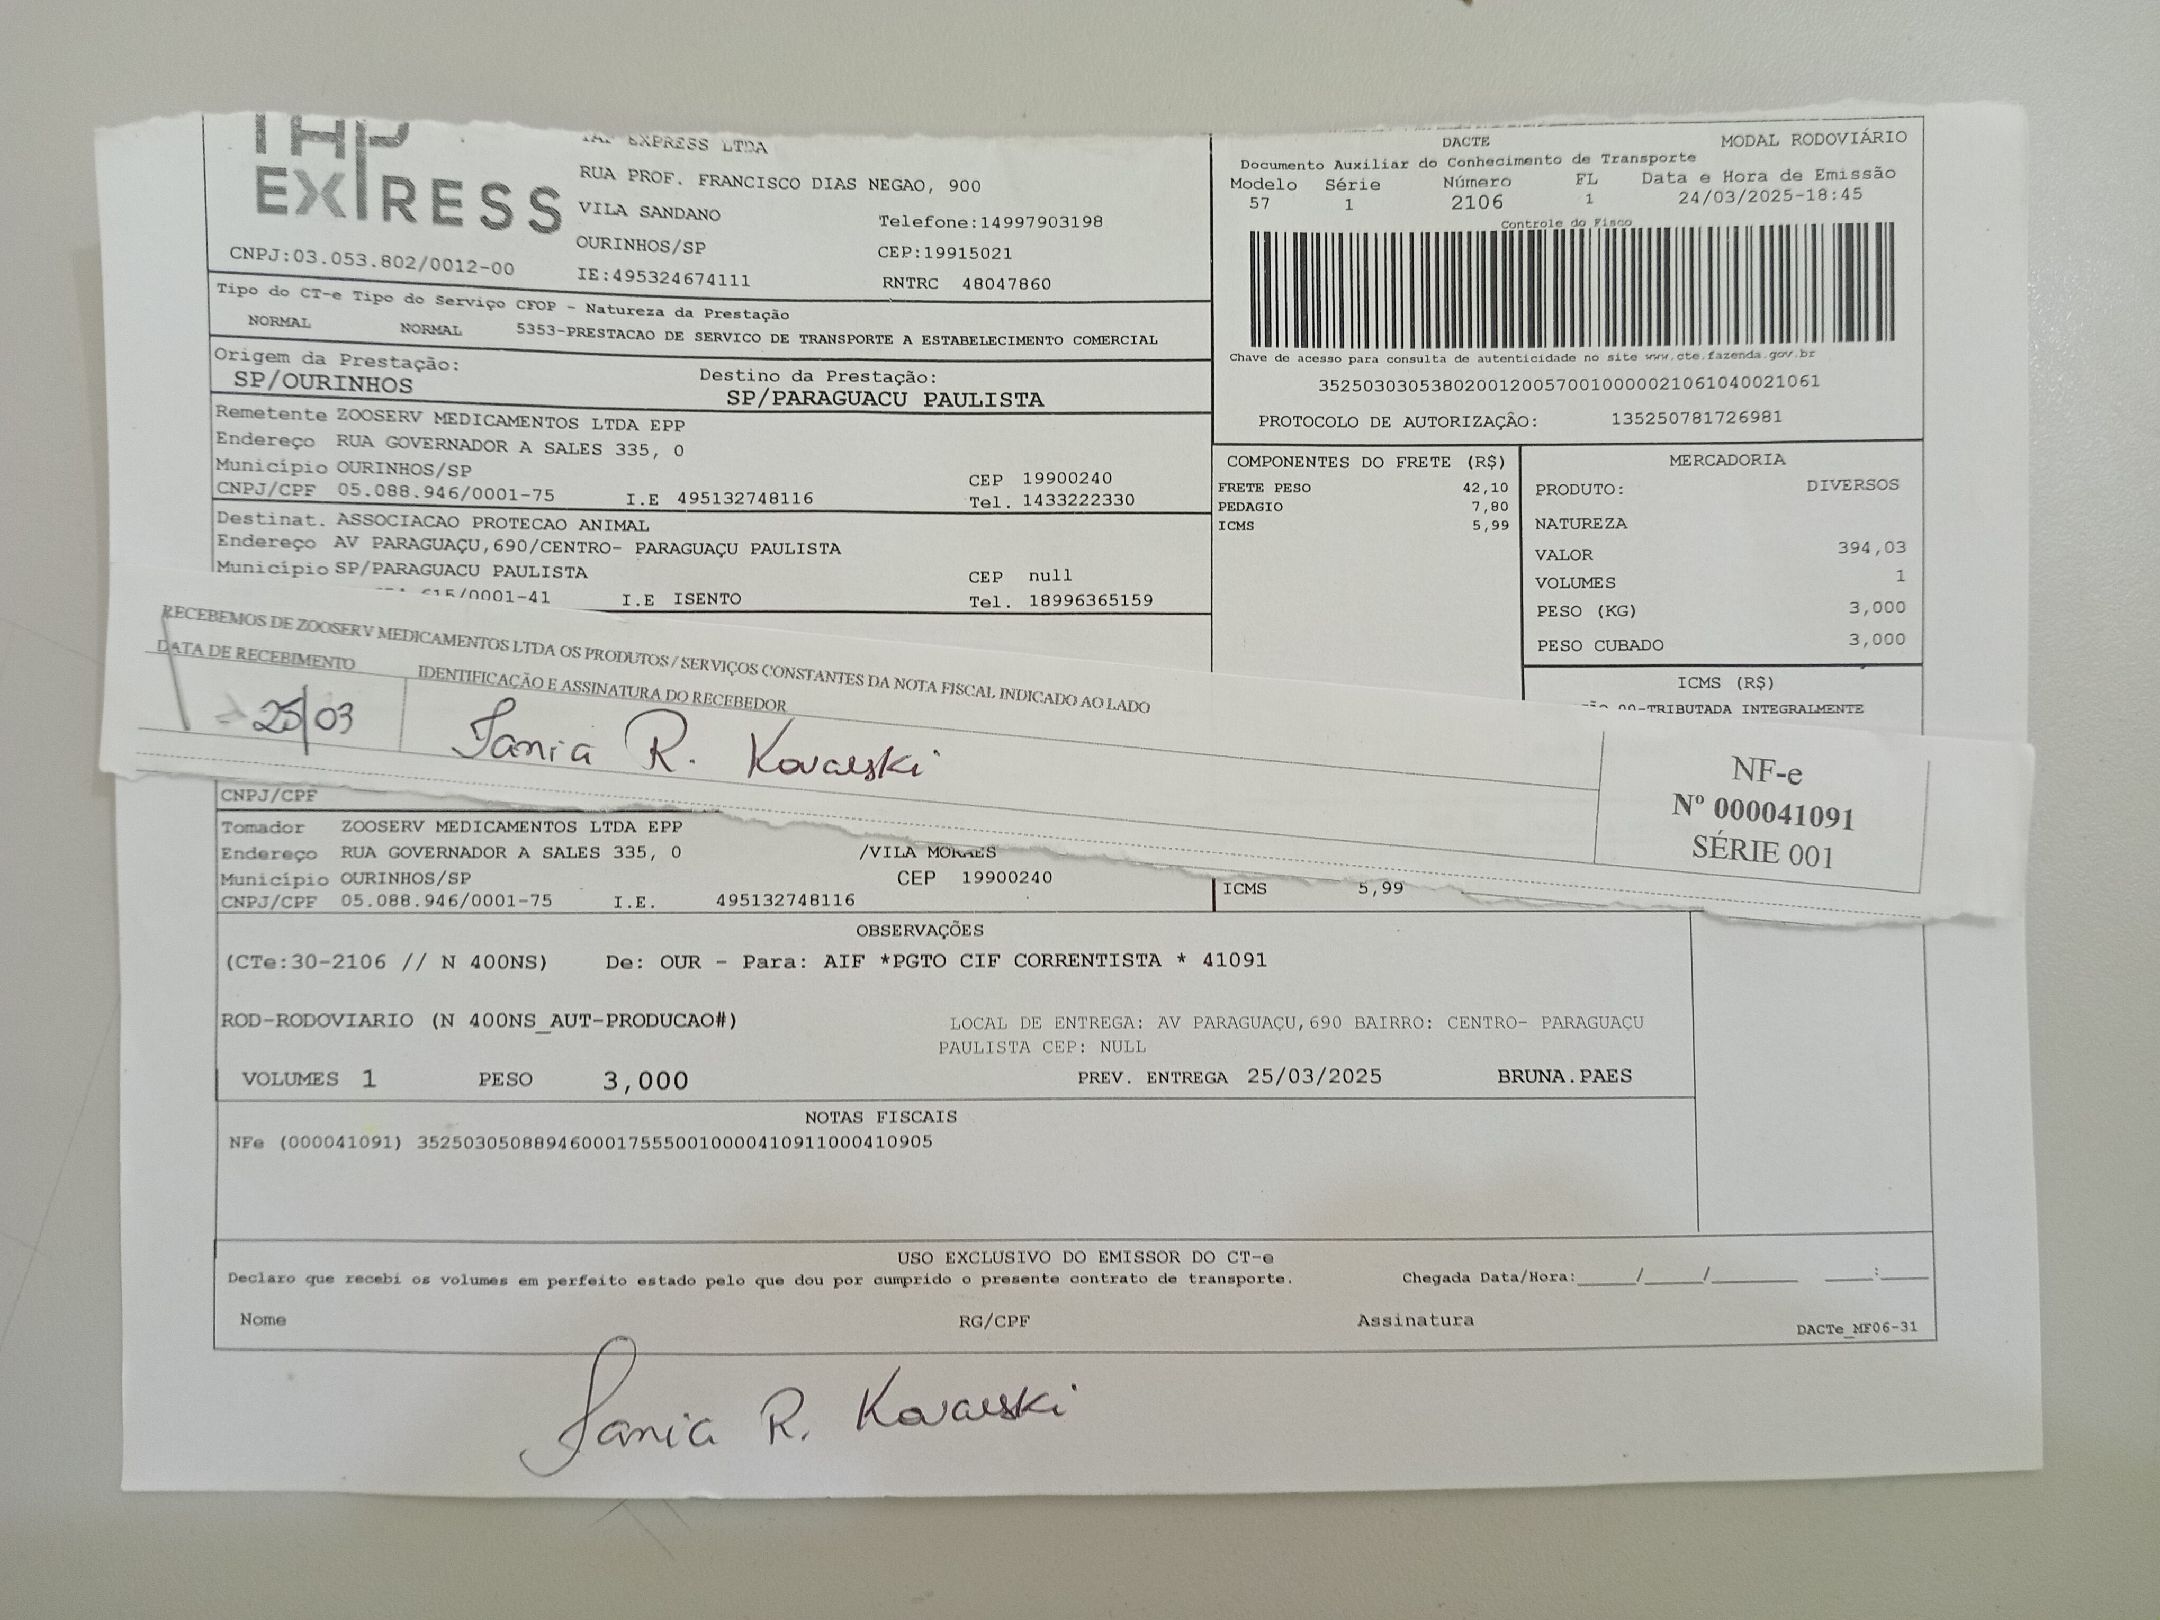 TAP EXPRESS
TAP EXPRESS LTDA
RUA PROF. FRANCISCO DIAS NEGAO, 900
VILA SANDANO
Telefone:14997903198
OURINHOS/SP
CEP:19915021
CNPJ:03.053.802/0012-00
IE:495324674111
RNTRC 48047860
DACTE
MODAL RODOVIÁRIO
Documento Auxiliar do Conhecimento de Transporte
Modelo Série Número FL Data e Hora de Emissão
57 1 2106 1 24/03/2025-18:45
Controle do Fisco
Chave de acesso para consulta de autenticidade no site www.cte.fazenda.gov.br
35250303053802001200570010000021061040021061
PROTOCOLO DE AUTORIZAÇÃO: 135250781726981
Tipo do CT-e Tipo do Serviço CFOP - Natureza da Prestação
NORMAL NORMAL 5353-PRESTACAO DE SERVICO DE TRANSPORTE A ESTABELECIMENTO COMERCIAL
Origem da Prestação:
SP/OURINHOS
Destino da Prestação:
SP/PARAGUACU PAULISTA
Remetente ZOOSERV MEDICAMENTOS LTDA EPP
Endereço RUA GOVERNADOR A SALES 335, 0
Município OURINHOS/SP CEP 19900240
CNPJ/CPF 05.088.946/0001-75 I.E 495132748116 Tel. 1433222330
Destinat. ASSOCIACAO PROTECAO ANIMAL
Endereço AV PARAGUAÇU,690/CENTRO- PARAGUAÇU PAULISTA
Município SP/PARAGUACU PAULISTA CEP null
615/0001-41 I.E ISENTO Tel. 18996365159
COMPONENTES DO FRETE (R$)
FRETE PESO 42,10
PEDAGIO 7,80
ICMS 5,99
MERCADORIA
PRODUTO: DIVERSOS
NATUREZA
VALOR 394,03
VOLUMES 1
PESO (KG) 3,000
PESO CUBADO 3,000
ICMS (R$)
00-TRIBUTADA INTEGRALMENTE
RECEBEMOS DE ZOOSERV MEDICAMENTOS LTDA OS PRODUTOS / SERVIÇOS CONSTANTES DA NOTA FISCAL INDICADO AO LADO
DATA DE RECEBIMENTO
IDENTIFICAÇÃO E ASSINATURA DO RECEBEDOR
25/03
Tania R. Kovalski
NF-e
Nº 000041091
SÉRIE 001
CNPJ/CPF
Tomador ZOOSERV MEDICAMENTOS LTDA EPP
Endereço RUA GOVERNADOR A SALES 335, 0 /VILA MORAES
Município OURINHOS/SP CEP 19900240
CNPJ/CPF 05.088.946/0001-75 I.E. 495132748116
ICMS 5,99
OBSERVAÇÕES
(CTe:30-2106 // N 400NS) De: OUR - Para: AIF *PGTO CIF CORRENTISTA * 41091
ROD-RODOVIARIO (N 400NS_AUT-PRODUCAO#)
LOCAL DE ENTREGA: AV PARAGUAÇU,690 BAIRRO: CENTRO- PARAGUAÇU
PAULISTA CEP: NULL
VOLUMES 1 PESO 3,000 PREV. ENTREGA 25/03/2025 BRUNA.PAES
NOTAS FISCAIS
NFe (000041091) 35250305088946000175550010000410911000410905
USO EXCLUSIVO DO EMISSOR DO CT-e
Declaro que recebi os volumes em perfeito estado pelo que dou por cumprido o presente contrato de transporte. Chegada Data/Hora:____/____/______ ____:____
Nome RG/CPF Assinatura
DACTe_MF06-31
Tania R. Kovalski